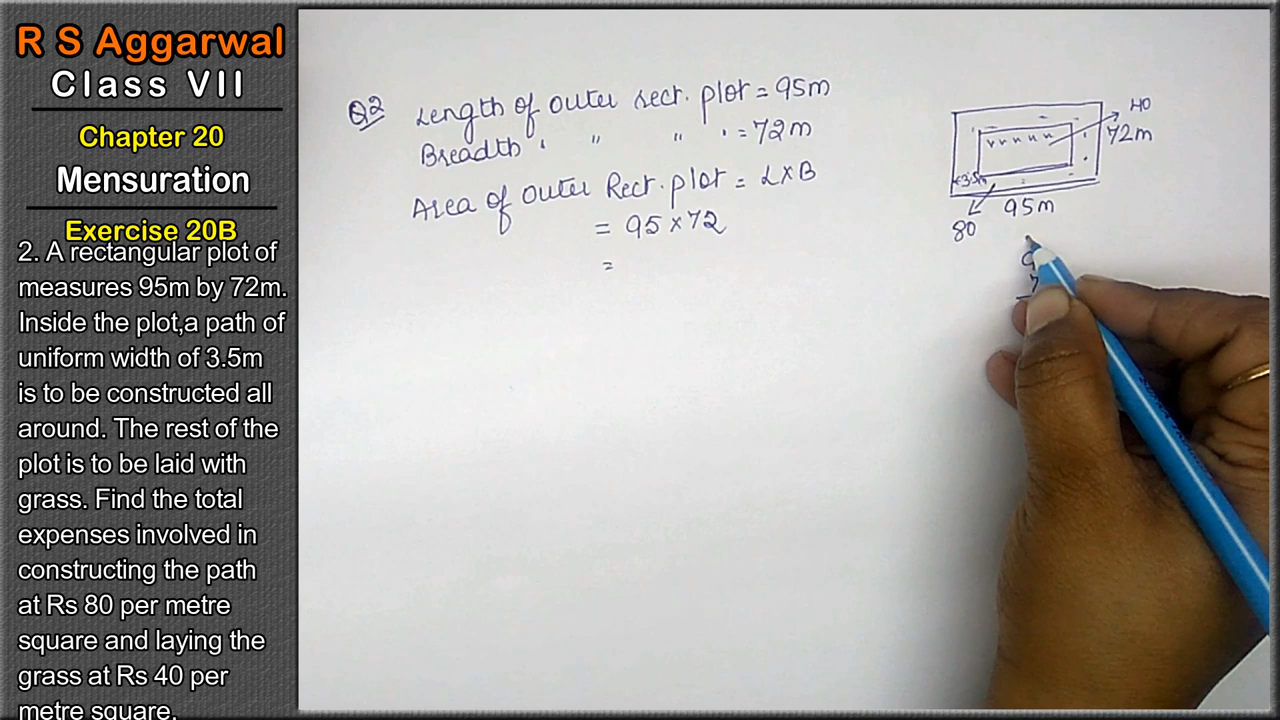 R S Aggarwal
Class VII
Chapter 20
Mensuration
Exercise 20B
2. A rectangular plot of
measures 95m by 72m.
Inside the plot,a path of
uniform width of 3.5m
is to be constructed all
around. The rest of the
plot is to be laid with
grass. Find the total
expenses involved in
constructing the path
at Rs 80 per metre
square and laying the
grass at Rs 40 per
metre square.
Q2 Length of outer rect. plot = 95m
Breadth " " " = 72m
Area of outer Rect. plot = L×B
= 95 × 72
=
40
72m
3.5m
95m
80
9
7